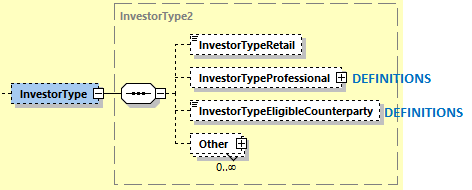 InvestorType2
InvestorTypeRetail
InvestorTypeProfessional DEFINITIONS
InvestorType
InvestorTypeEligibleCounterparty DEFINITIONS
Other
0..∞